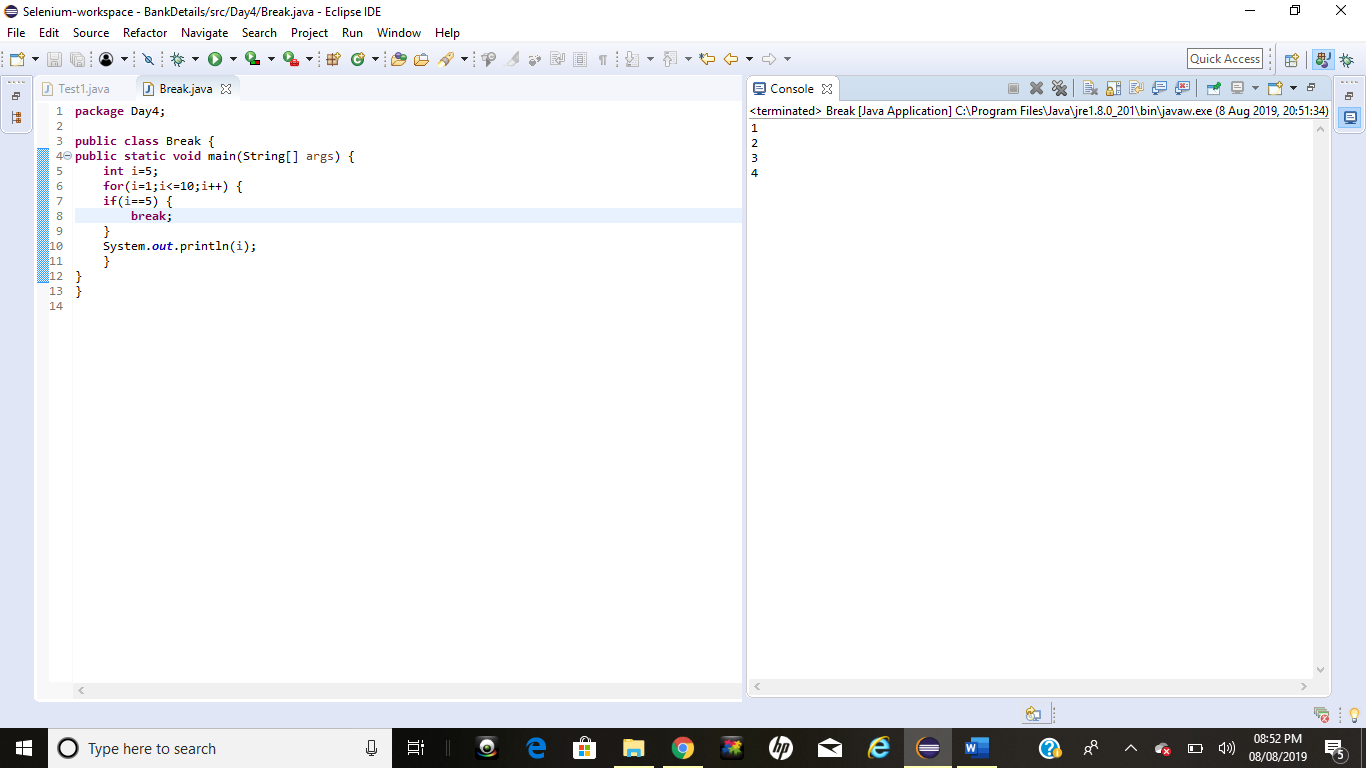 Selenium-workspace - BankDetails/src/Day4/Break.java - Eclipse IDE
File Edit Source Refactor Navigate Search Project Run Window Help
Quick Access
Test1.java Break.java
1 package Day4;
2
3 public class Break {
4 public static void main(String[] args) {
5 int i=5;
6 for(i=1;i<=10;i++) {
7 if(i==5) {
8 break;
9 }
10 System.out.println(i);
11 }
12 }
13 }
14
Console
<terminated> Break [Java Application] C:\Program Files\Java\jre1.8.0_201\bin\javaw.exe (8 Aug 2019, 20:51:34)
1
2
3
4
Type here to search
hp
W
08:52 PM
08/08/2019
5